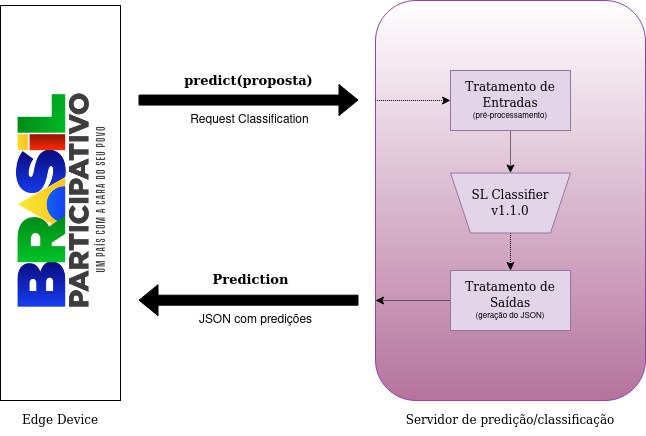 BRASIL
PARTICIPATIVO
UM PAÍS COM A CARA DO SEU POVO
Edge Device
predict(proposta)
Request Classification
Prediction
JSON com predições
Tratamento de
Entradas
(pré-processamento)
SL Classifier
v1.1.0
Tratamento de
Saídas
(geração do JSON)
Servidor de predição/classificação